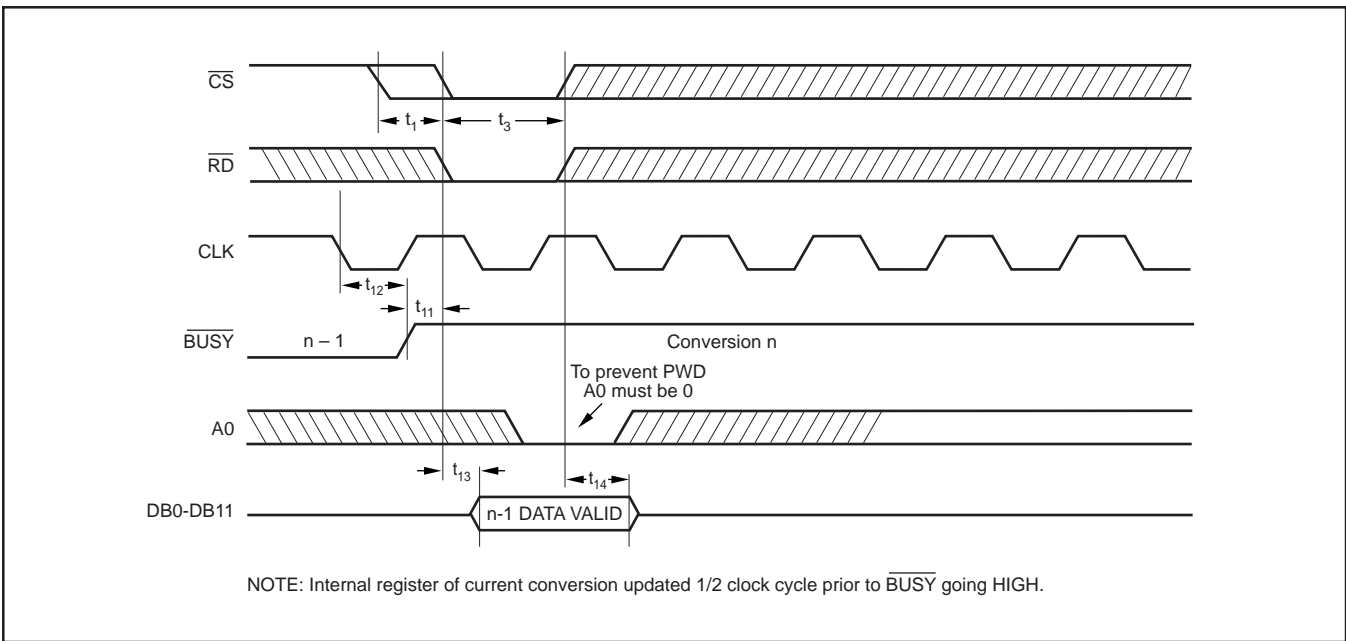 CS
t1 t3
RD
CLK
t12
t11
BUSY n – 1 Conversion n
To prevent PWD
A0 must be 0
A0
t13 t14
DB0-DB11 n-1 DATA VALID
NOTE: Internal register of current conversion updated 1/2 clock cycle prior to BUSY going HIGH.